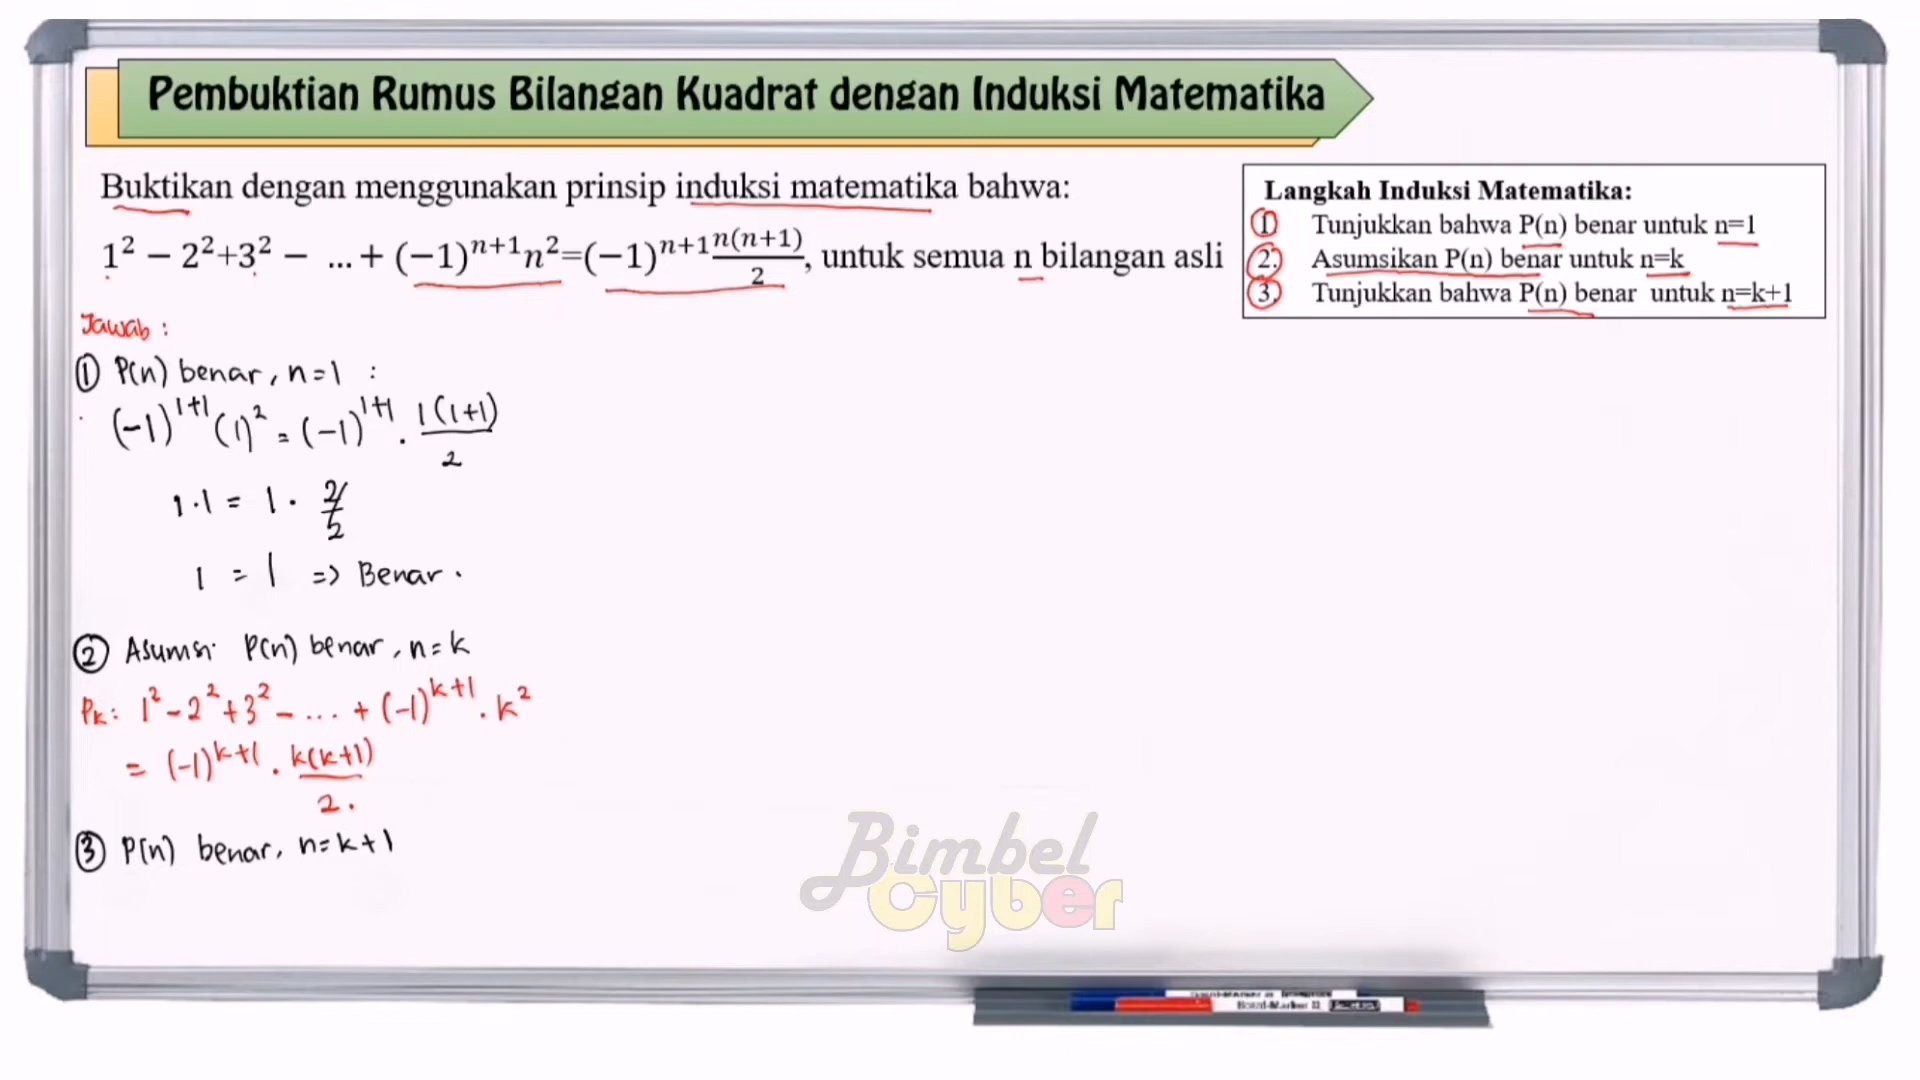 Pembuktian Rumus Bilangan Kuadrat dengan Induksi Matematika
Buktikan dengan menggunakan prinsip induksi matematika bahwa:
1² − 2²+3² − …+ (−1)ⁿ⁺¹n²=(−1)ⁿ⁺¹ n(n+1)/2, untuk semua n bilangan asli
Langkah Induksi Matematika:
1. Tunjukkan bahwa P(n) benar untuk n=1
2. Asumsikan P(n) benar untuk n=k
3. Tunjukkan bahwa P(n) benar untuk n=k+1
Jawab :
① P(n) benar, n=1 :
(-1)¹⁺¹ (1)² = (-1)¹⁺¹ . 1(1+1)/2
1·1 = 1 · 2/2
1 = 1 => Benar.
② Asumsi P(n) benar, n=k
Pk: 1² - 2² + 3² - ... + (-1)ᵏ⁺¹ . k²
= (-1)ᵏ⁺¹ . k(k+1)/2.
③ P(n) benar, n=k+1
Bimbel
Cyber